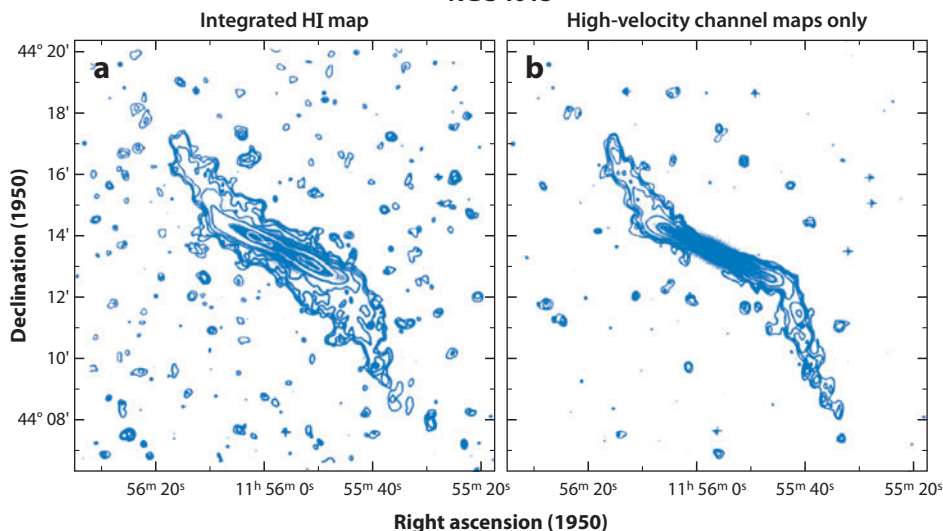 Integrated HI map
High-velocity channel maps only
a
b
44° 20'
18'
16'
14'
12'
10'
44° 08'
Declination (1950)
56ᵐ 20ˢ
11ʰ 56ᵐ 0ˢ
55ᵐ 40ˢ
55ᵐ 20ˢ
56ᵐ 20ˢ
11ʰ 56ᵐ 0ˢ
55ᵐ 40ˢ
55ᵐ 20ˢ
Right ascension (1950)